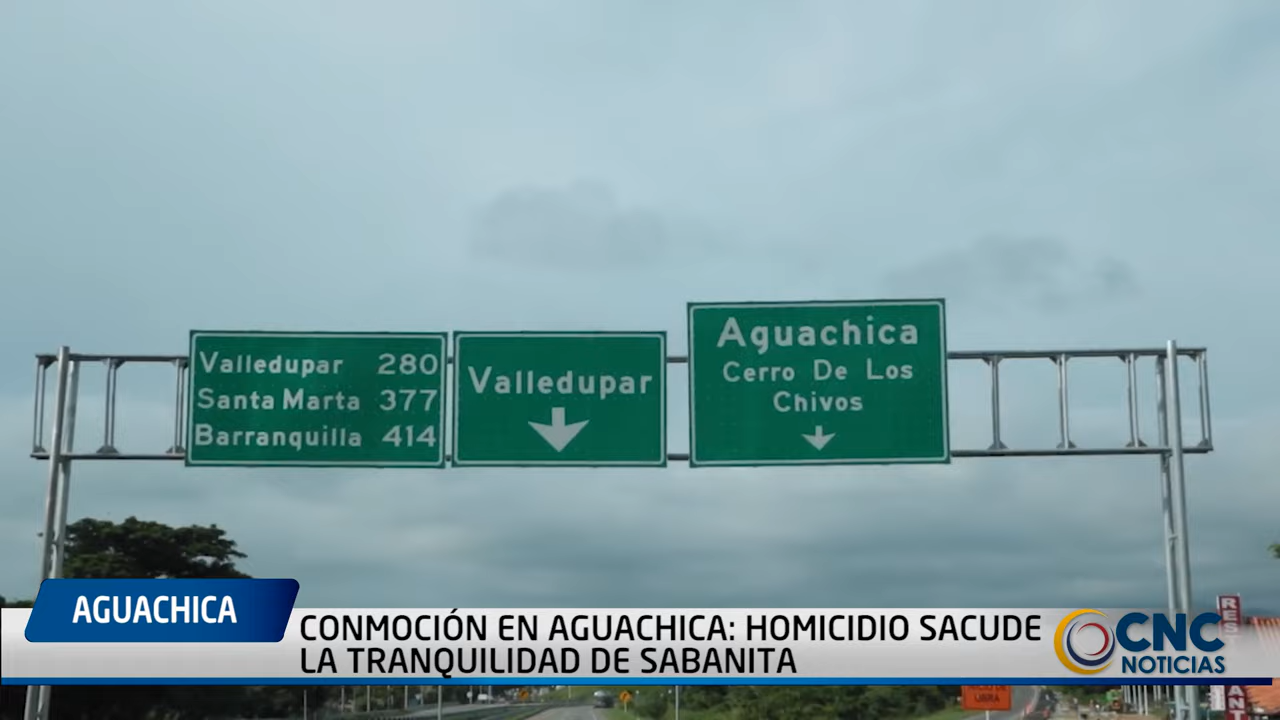 Valledupar 280
Santa Marta 377
Barranquilla 414
Valledupar
Aguachica
Cerro De Los
Chivos
AGUACHICA
CONMOCIÓN EN AGUACHICA: HOMICIDIO SACUDE
LA TRANQUILIDAD DE SABANITA
CNC
NOTICIAS